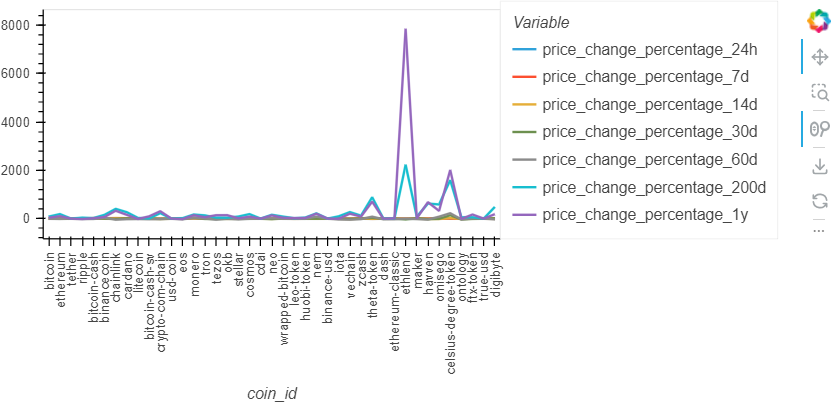 8000
6000
4000
2000
0
bitcoin
ethereum
tether
ripple
bitcoin-cash
binancecoin
chainlink
cardano
litecoin
bitcoin-cash-sv
crypto-com-chain
usd-coin
eos
monero
tron
tezos
okb
stellar
cosmos
cdai
neo
wrapped-bitcoin
leo-token
huobi-token
nem
binance-usd
iota
vechain
zcash
theta-token
dash
ethereum-classic
ethlend
maker
havven
omisego
celsius-degree-token
ontology
ftx-token
true-usd
digibyte
coin_id
Variable
price_change_percentage_24h
price_change_percentage_7d
price_change_percentage_14d
price_change_percentage_30d
price_change_percentage_60d
price_change_percentage_200d
price_change_percentage_1y